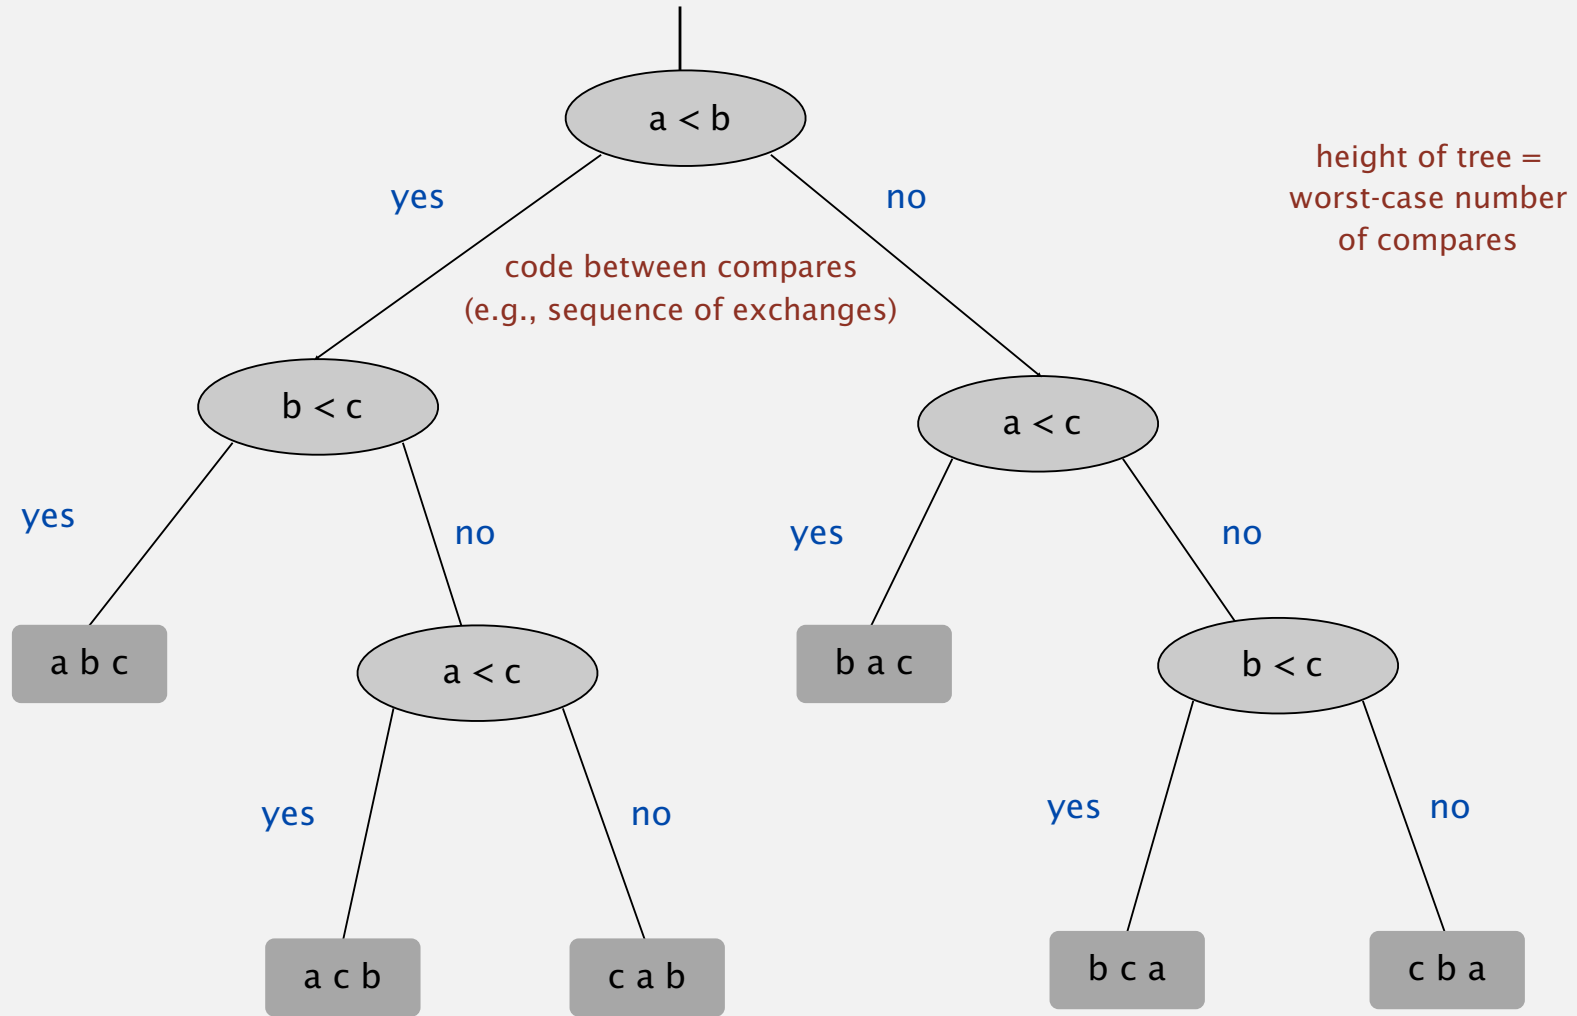 a < b
height of tree =
worst-case number
of compares
yes
no
code between compares
(e.g., sequence of exchanges)
b < c
a < c
yes
no
yes
no
a b c
a < c
b a c
b < c
yes
no
yes
no
a c b
c a b
b c a
c b a